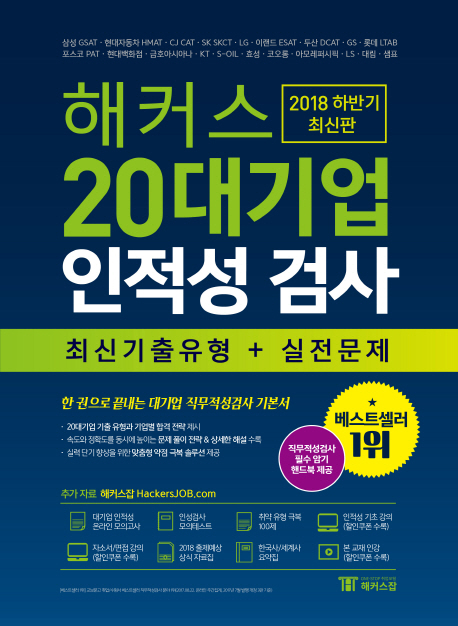 삼성 GSAT · 현대자동차 HMAT · CJ CAT · SK SKCT · LG · 이랜드 ESAT · 두산 DCAT · GS · 롯데 LTAB
포스코 PAT · 현대백화점 · 금호아시아나 · KT · S-OIL · 효성 · 코오롱 · 아모레퍼시픽 · LS · 대림 · 샘표
해커스
2018 하반기
최신판
20대기업
인적성 검사
최신기출유형 + 실전문제
한 권으로 끝내는 대기업 직무적성검사 기본서
· 20대기업 기출 유형과 기업별 합격 전략 제시
· 속도와 정확도를 동시에 높이는 문제 풀이 전략 & 상세한 해설 수록
· 실력 단기 향상을 위한 맞춤형 약점 극복 솔루션 제공
베스트셀러
1위
직무적성검사
필수 암기
핸드북 제공
추가 자료 해커스잡 HackersJOB.com
대기업 인적성
온라인 모의고사
인성검사
모의테스트
취약 유형 극복
100제
인적성 기초 강의
(할인쿠폰 수록)
자소서/면접 강의
(할인쿠폰 수록)
2018 출제예상
상식 자료집
한국사/세계사
요약집
본 교재 인강
(할인쿠폰 수록)
해커스잡